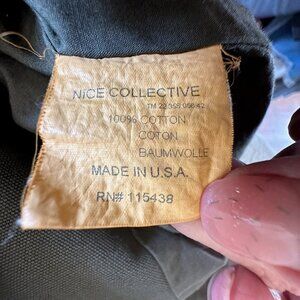 NiCE COLLECTIVE
100% COTTON
COTON
BAUMWOLLE
MADE IN U.S.A.
RN# 115438